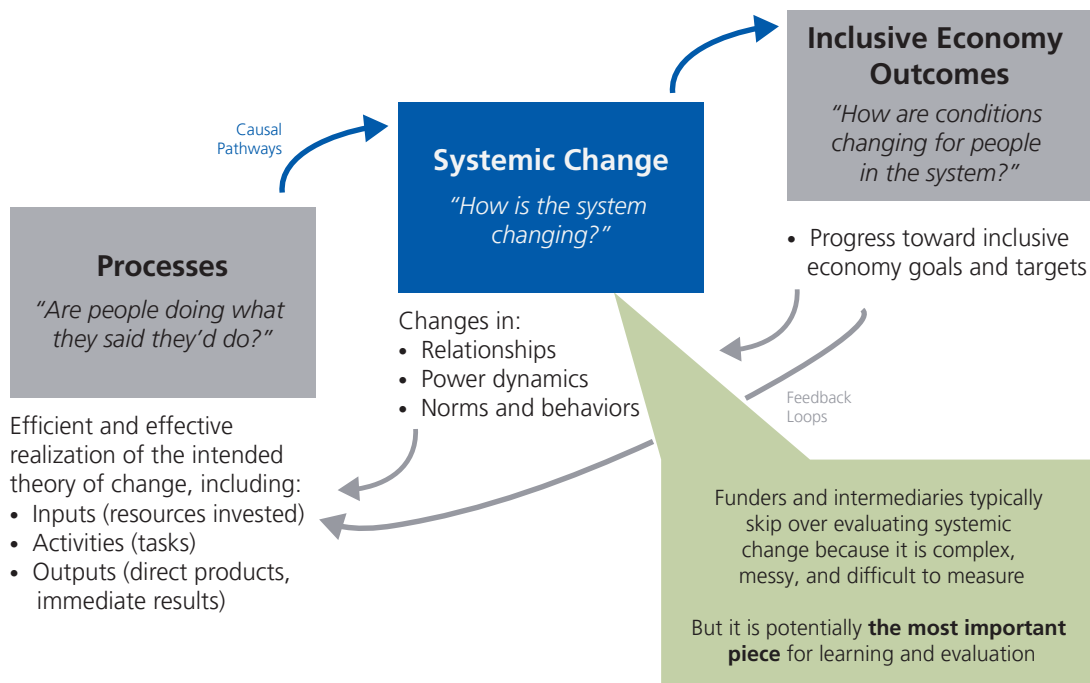 Causal
Pathways
Processes
“Are people doing what
they said they’d do?”
Efficient and effective
realization of the intended
theory of change, including:
• Inputs (resources invested)
• Activities (tasks)
• Outputs (direct products,
immediate results)
Systemic Change
“How is the system
changing?”
Changes in:
• Relationships
• Power dynamics
• Norms and behaviors
Inclusive Economy
Outcomes
“How are conditions
changing for people
in the system?”
• Progress toward inclusive
economy goals and targets
Feedback
Loops
Funders and intermediaries typically
skip over evaluating systemic
change because it is complex,
messy, and difficult to measure
But it is potentially the most important
piece for learning and evaluation